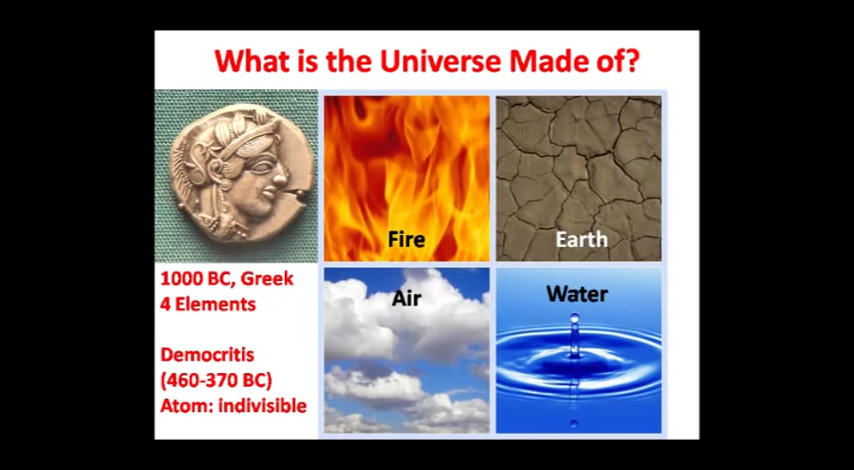 What is the Universe Made of?
Fire
Earth
1000 BC, Greek
4 Elements
Air
Water
Democritis
(460-370 BC)
Atom: indivisible